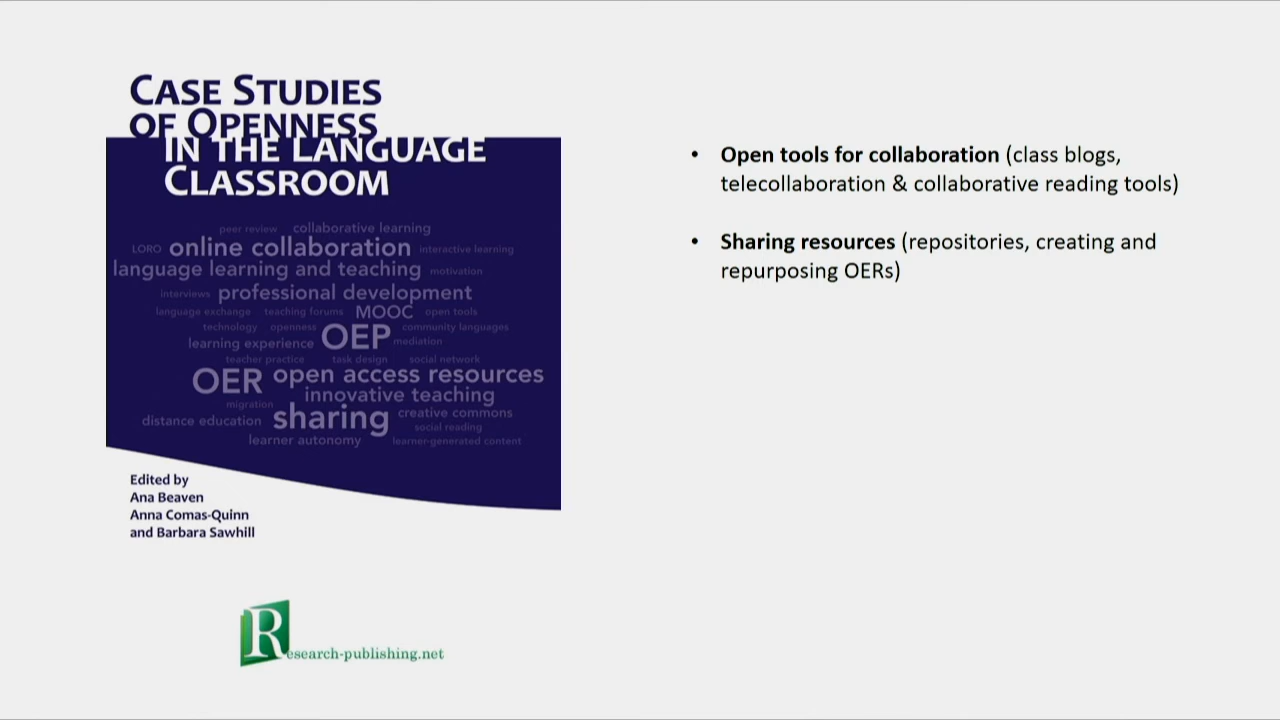 CASE STUDIES
OF OPENNESS
IN THE LANGUAGE
CLASSROOM
peer review collaborative learning
LORO online collaboration interactive learning
language learning and teaching motivation
interviews professional development
language exchange teaching forums MOOC open tools
technology openness OEP community languages
learning experience mediation
teacher practice task design social network
OER open access resources
innovative teaching
migration
distance education sharing creative commons
social reading
learner autonomy learner-generated content
Edited by
Ana Beaven
Anna Comas-Quinn
and Barbara Sawhill
Research-publishing.net
• Open tools for collaboration (class blogs,
telecollaboration & collaborative reading tools)
• Sharing resources (repositories, creating and
repurposing OERs)